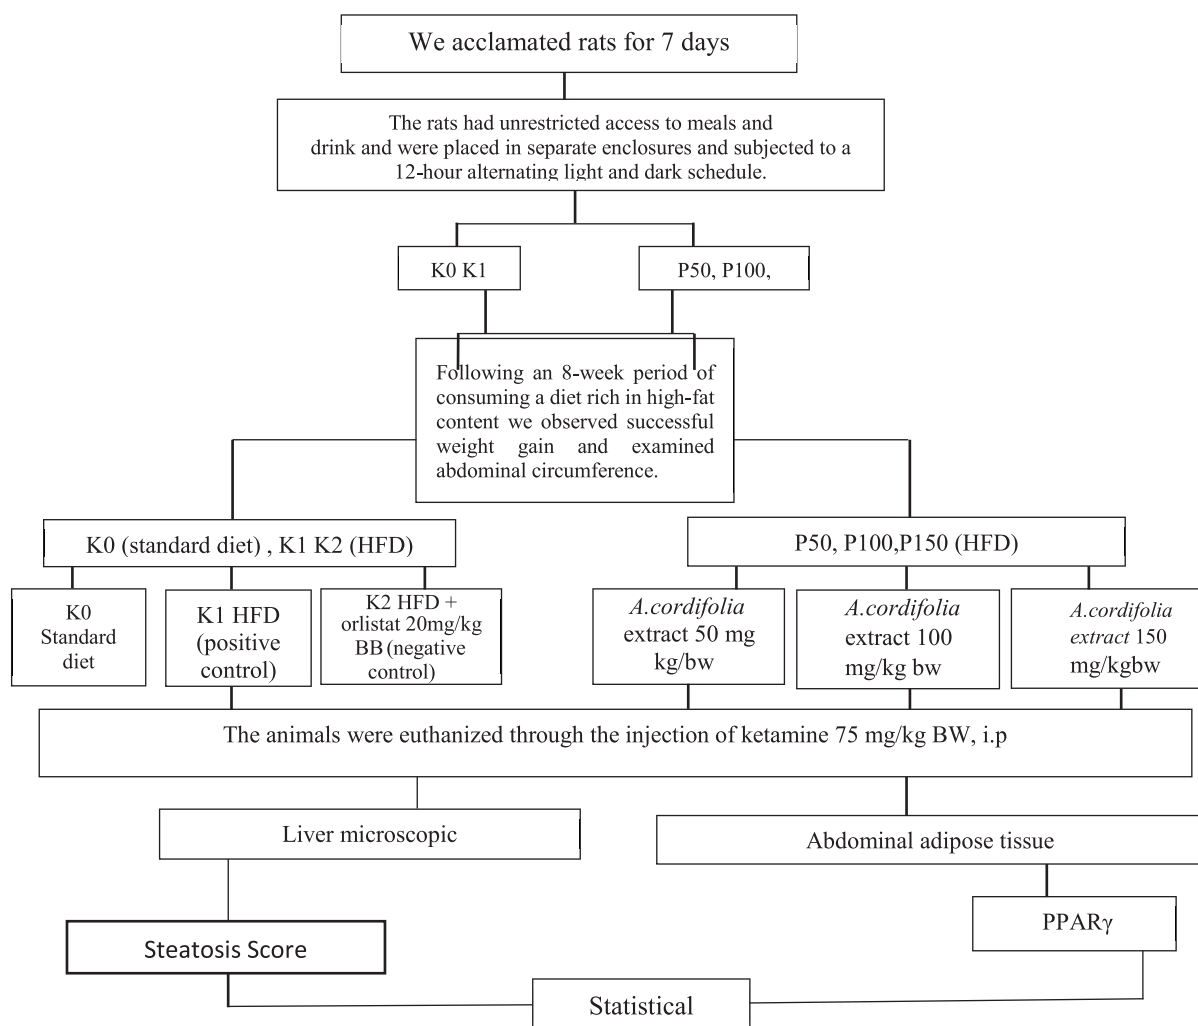 We acclamated rats for 7 days
The rats had unrestricted access to meals and
drink and were placed in separate enclosures and subjected to a
12-hour alternating light and dark schedule.
K0 K1
P50, P100,
Following an 8-week period of
consuming a diet rich in high-fat
content we observed successful
weight gain and examined
abdominal circumference.
K0 (standard diet) , K1 K2 (HFD)
P50, P100,P150 (HFD)
K0
Standard
diet
K1 HFD
(positive
control)
K2 HFD +
orlistat 20mg/kg
BB (negative
control)
A.cordifolia
extract 50 mg
kg/bw
A.cordifolia
extract 100
mg/kg bw
A.cordifolia
extract 150
mg/kgbw
The animals were euthanized through the injection of ketamine 75 mg/kg BW, i.p
Liver microscopic
Abdominal adipose tissue
PPARγ
Steatosis Score
Statistical